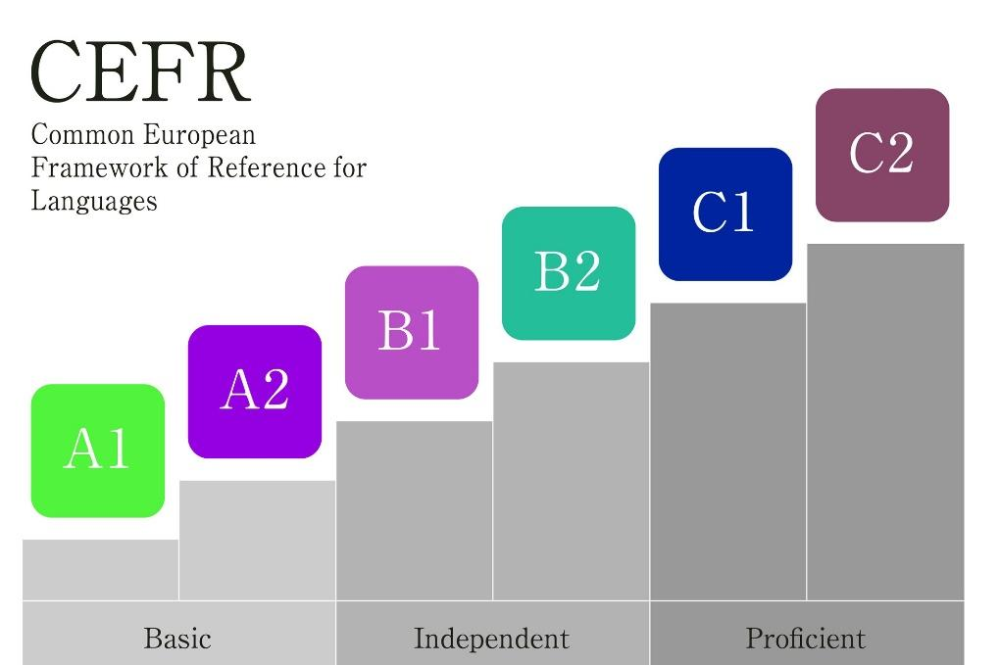 CEFR
Common European
Framework of Reference for
Languages
A1
A2
B1
B2
C1
C2
Basic
Independent
Proficient